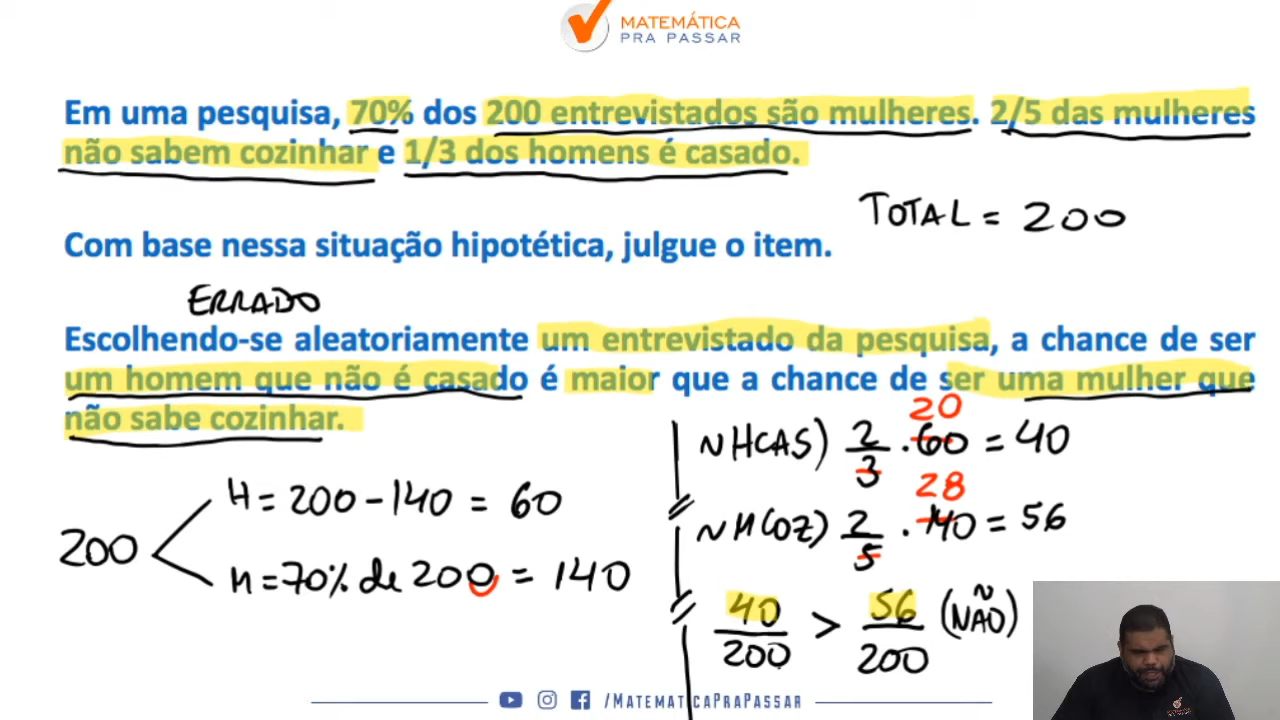 MATEMÁTICA
PRA PASSAR
Em uma pesquisa, 70% dos 200 entrevistados são mulheres. 2/5 das mulheres
não sabem cozinhar e 1/3 dos homens é casado.
TOTAL = 200
Com base nessa situação hipotética, julgue o item.
ERRADO
Escolhendo-se aleatoriamente um entrevistado da pesquisa, a chance de ser
um homem que não é casado é maior que a chance de ser uma mulher que
não sabe cozinhar.
200
H = 200 - 140 = 60
M = 70% de 200 = 140
20
NHCAS) 2/3 . 60 = 40
28
NMCOZ) 2/5 . 140 = 56
40/200 > 56/200 (NÃO)
/MATEMATICAPRAPASSAR